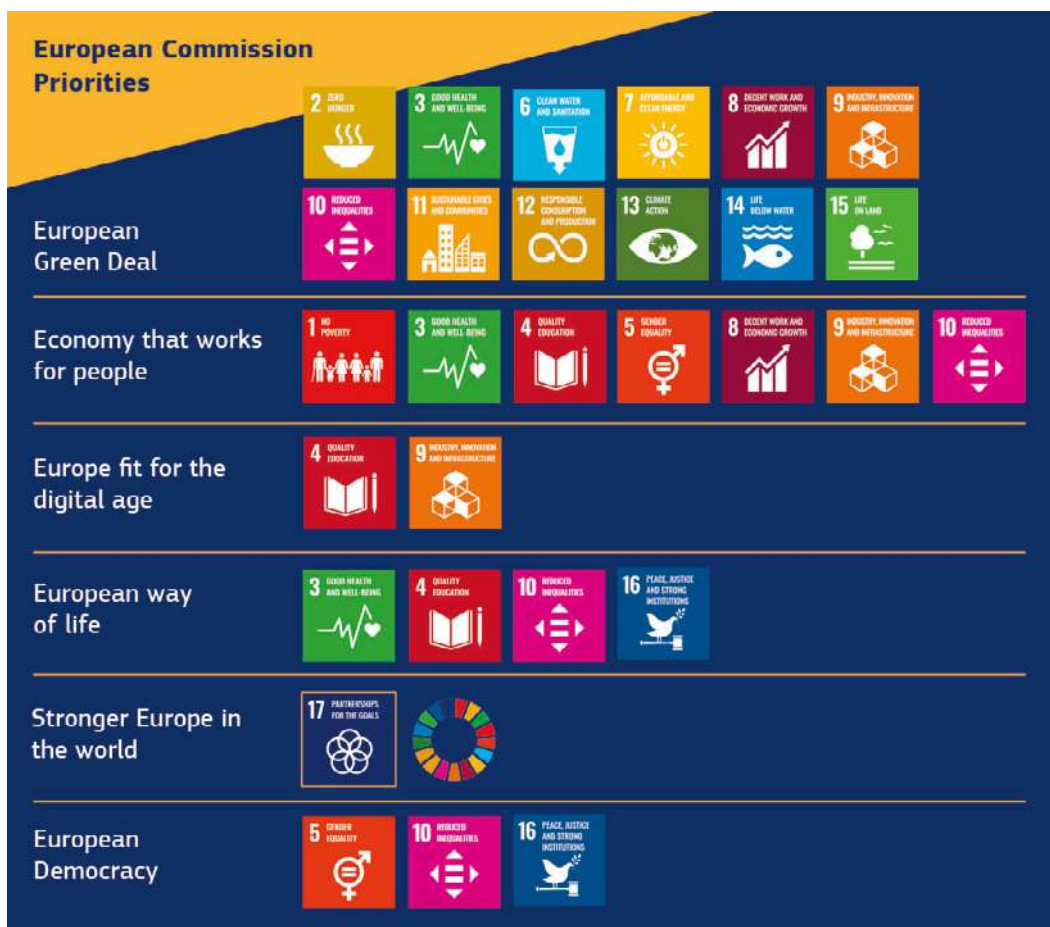 European Commission
Priorities
2 ZERO
HUNGER
3 GOOD HEALTH
AND WELL-BEING
6 CLEAN WATER
AND SANITATION
7 AFFORDABLE AND
CLEAN ENERGY
8 DECENT WORK AND
ECONOMIC GROWTH
9 INDUSTRY, INNOVATION
AND INFRASTRUCTURE
10 REDUCED
INEQUALITIES
11 SUSTAINABLE CITIES
AND COMMUNITIES
12 RESPONSIBLE
CONSUMPTION
AND PRODUCTION
13 CLIMATE
ACTION
14 LIFE
BELOW WATER
15 LIFE
ON LAND
European
Green Deal
Economy that works
for people
1 NO
POVERTY
3 GOOD HEALTH
AND WELL-BEING
4 QUALITY
EDUCATION
5 GENDER
EQUALITY
8 DECENT WORK AND
ECONOMIC GROWTH
9 INDUSTRY, INNOVATION
AND INFRASTRUCTURE
10 REDUCED
INEQUALITIES
Europe fit for the
digital age
4 QUALITY
EDUCATION
9 INDUSTRY, INNOVATION
AND INFRASTRUCTURE
European way
of life
3 GOOD HEALTH
AND WELL-BEING
4 QUALITY
EDUCATION
10 REDUCED
INEQUALITIES
16 PEACE, JUSTICE
AND STRONG
INSTITUTIONS
Stronger Europe in
the world
17 PARTNERSHIPS
FOR THE GOALS
European
Democracy
5 GENDER
EQUALITY
10 REDUCED
INEQUALITIES
16 PEACE, JUSTICE
AND STRONG
INSTITUTIONS